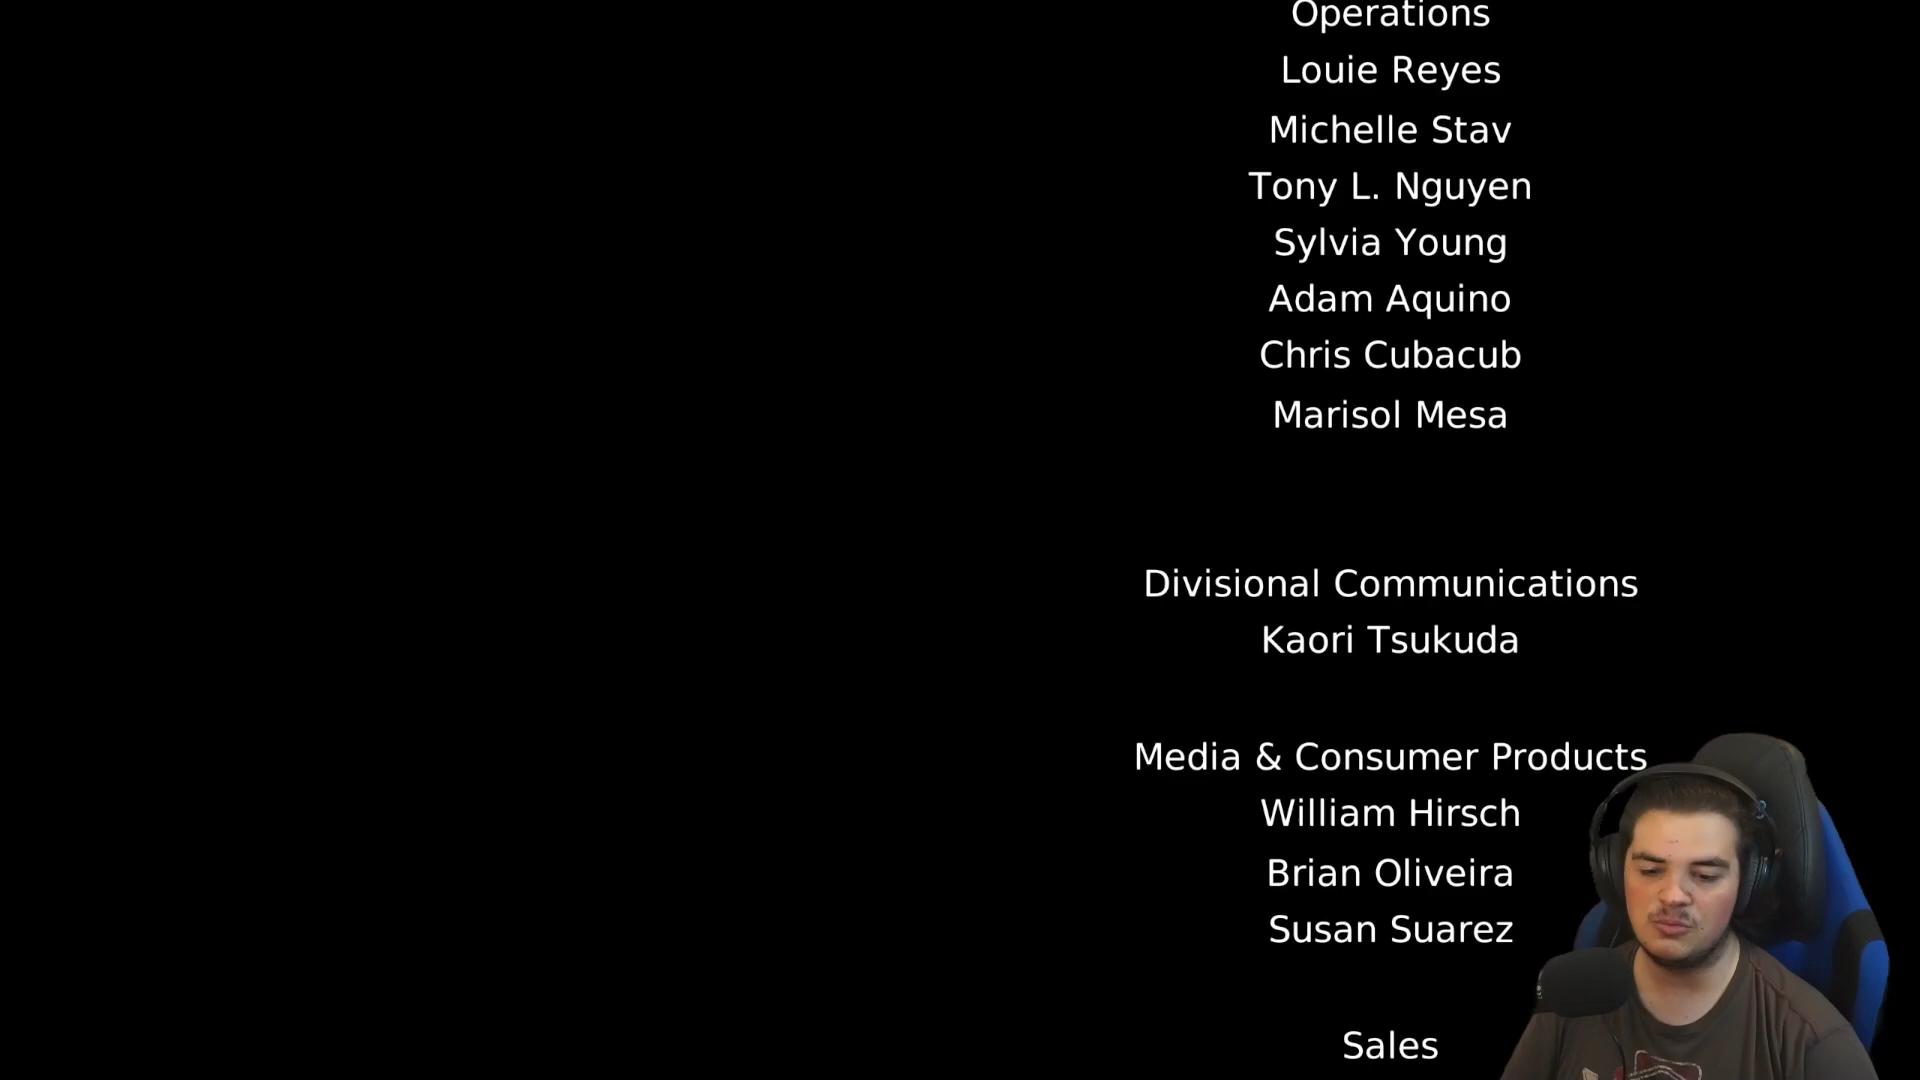 Operations
Louie Reyes
Michelle Stav
Tony L. Nguyen
Sylvia Young
Adam Aquino
Chris Cubacub
Marisol Mesa
Divisional Communications
Kaori Tsukuda
Media & Consumer Products
William Hirsch
Brian Oliveira
Susan Suarez
Sales